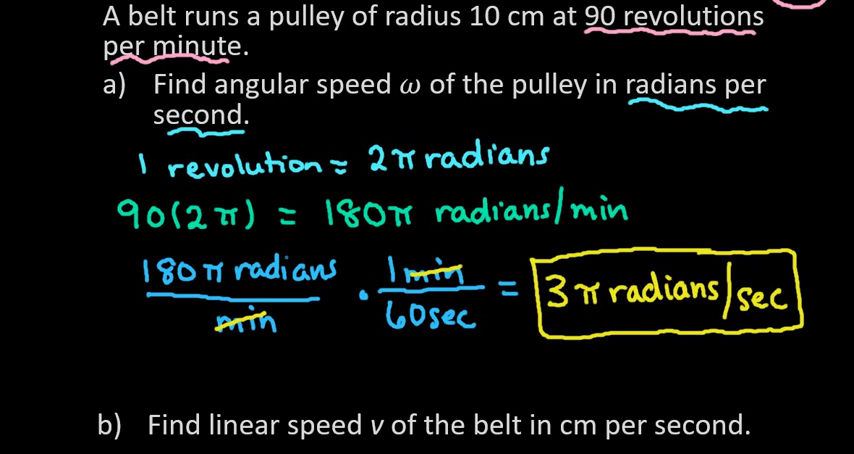 A belt runs a pulley of radius 10 cm at 90 revolutions
per minute.
a) Find angular speed ω of the pulley in radians per
second.
1 revolution = 2π radians
90(2π) = 180π radians/min
180π radians / min · 1 min / 60 sec = 3π radians/sec
b) Find linear speed v of the belt in cm per second.